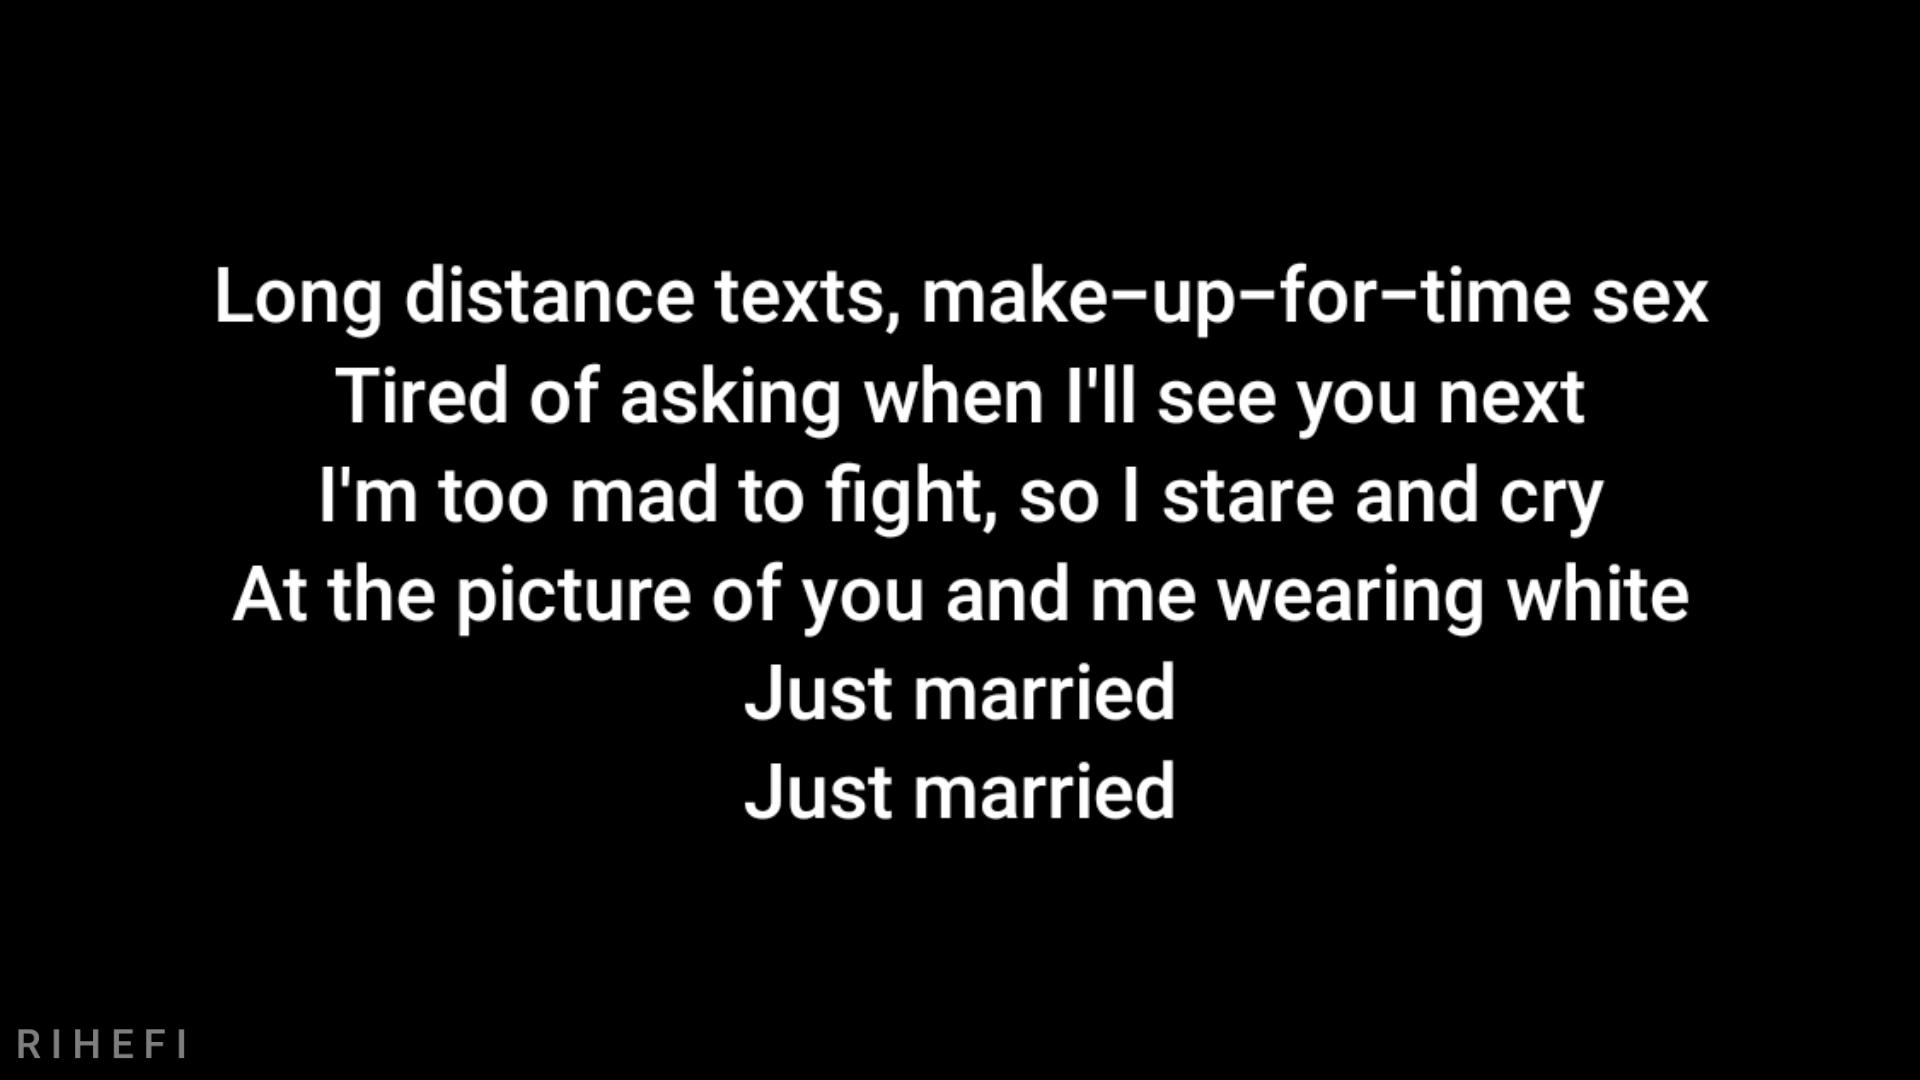 Long distance texts, make-up-for-time sex
Tired of asking when I'll see you next
I'm too mad to fight, so I stare and cry
At the picture of you and me wearing white
Just married
Just married
RIHEFI